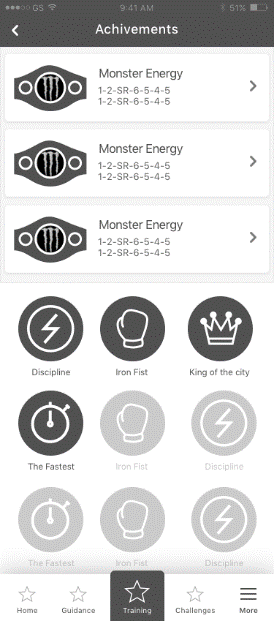 GS 9:41 AM 51%
Achivements
Monster Energy
1-2-SR-6-5-4-5
1-2-SR-6-5-4-5
Monster Energy
1-2-SR-6-5-4-5
1-2-SR-6-5-4-5
Monster Energy
1-2-SR-6-5-4-5
1-2-SR-6-5-4-5
Discipline Iron Fist King of the city
The Fastest Iron Fist Discipline
The Fastest Iron Fist Discipline
Home Guidance Training Challenges More